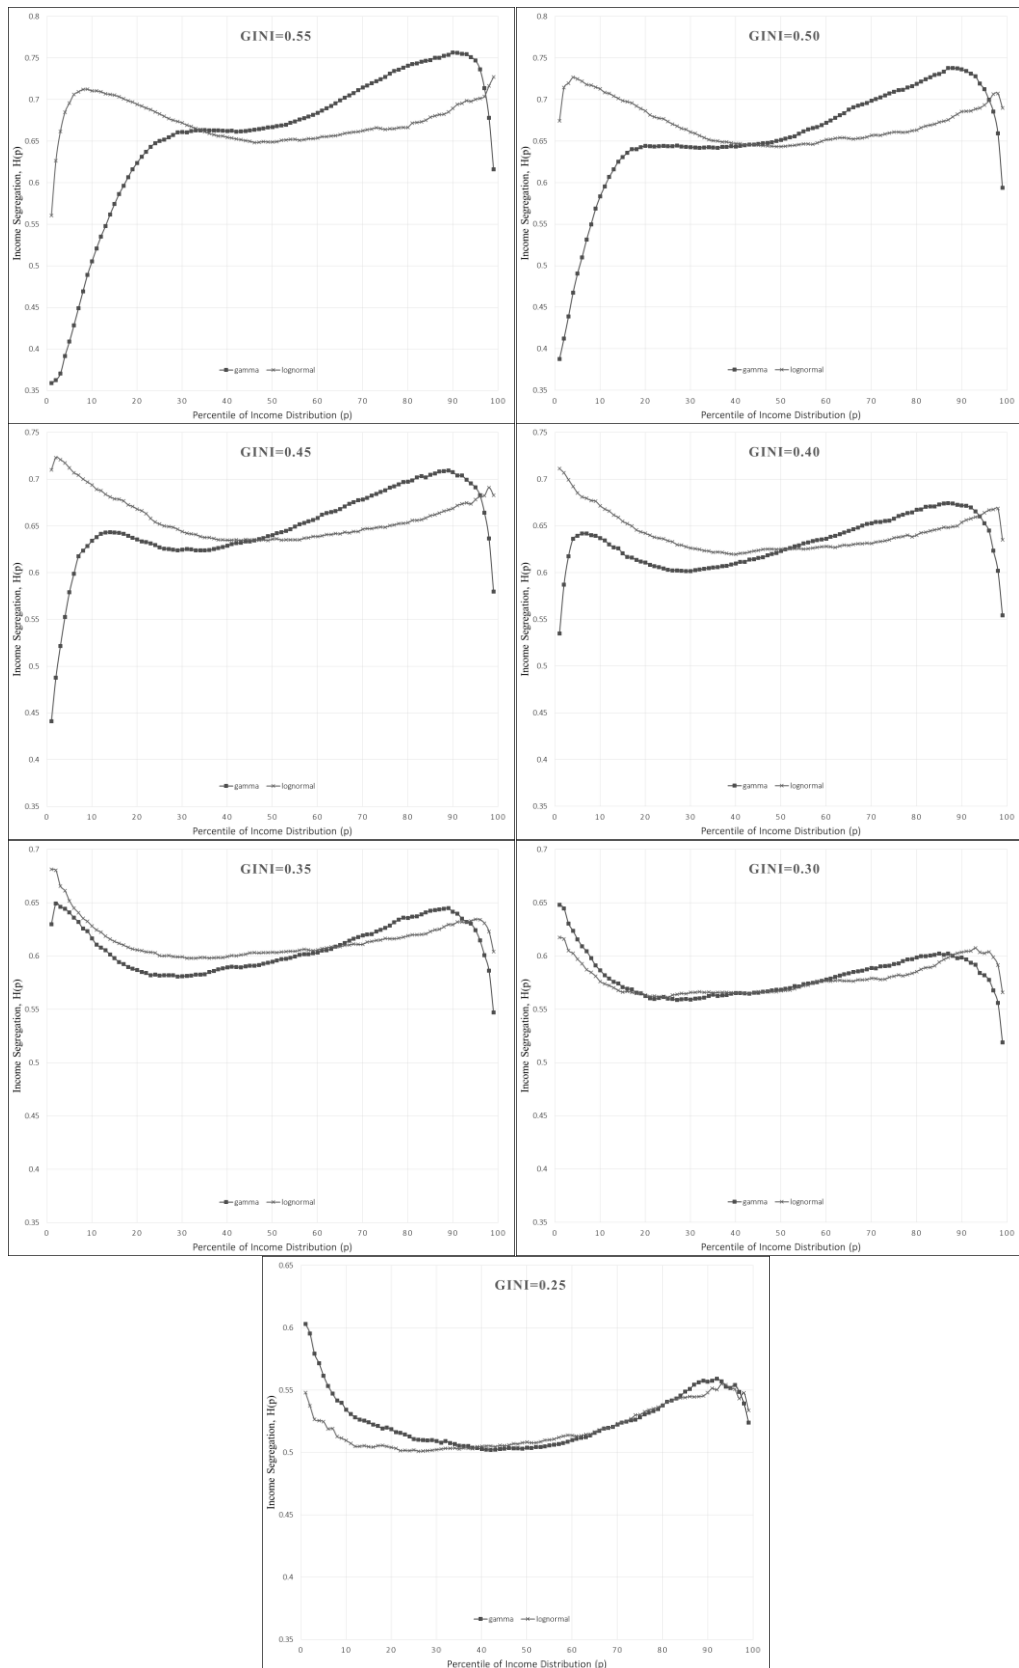 GINI=0.55
0.8
0.75
0.7
0.65
0.6
0.55
0.5
0.45
0.4
0.35
Income Segregation, H(p)
gamma lognormal
0 10 20 30 40 50 60 70 80 90 100
Percentile of Income Distribution (p)
GINI=0.50
0.8
0.75
0.7
0.65
0.6
0.55
0.5
0.45
0.4
0.35
Income Segregation, H(p)
gamma lognormal
0 10 20 30 40 50 60 70 80 90 100
Percentile of Income Distribution (p)
GINI=0.45
0.75
0.7
0.65
0.6
0.55
0.5
0.45
0.4
0.35
Income Segregation, H(p)
gamma lognormal
0 10 20 30 40 50 60 70 80 90 100
Percentile of Income Distribution (p)
GINI=0.40
0.75
0.7
0.65
0.6
0.55
0.5
0.45
0.4
0.35
Income Segregation, H(p)
gamma lognormal
0 10 20 30 40 50 60 70 80 90 100
Percentile of Income Distribution (p)
GINI=0.35
0.7
0.65
0.6
0.55
0.5
0.45
0.4
0.35
Income Segregation, H(p)
gamma lognormal
0 10 20 30 40 50 60 70 80 90 100
Percentile of Income Distribution (p)
GINI=0.30
0.7
0.65
0.6
0.55
0.5
0.45
0.4
0.35
Income Segregation, H(p)
gamma lognormal
0 10 20 30 40 50 60 70 80 90 100
Percentile of Income Distribution (p)
GINI=0.25
0.65
0.6
0.55
0.5
0.45
0.4
0.35
Income Segregation, H(p)
gamma lognormal
0 10 20 30 40 50 60 70 80 90 100
Percentile of Income Distribution (p)